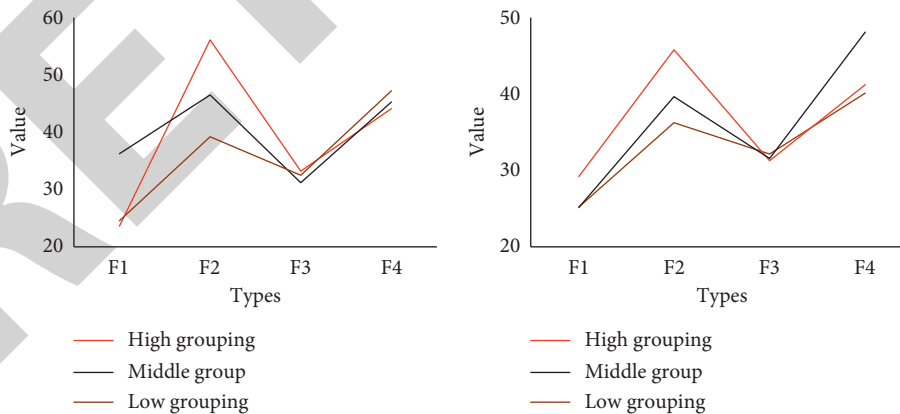 60
50
40
30
20
Value
F1 F2 F3 F4
Types
High grouping
Middle group
Low grouping
50
40
30
20
Value
F1 F2 F3 F4
Types
High grouping
Middle group
Low grouping